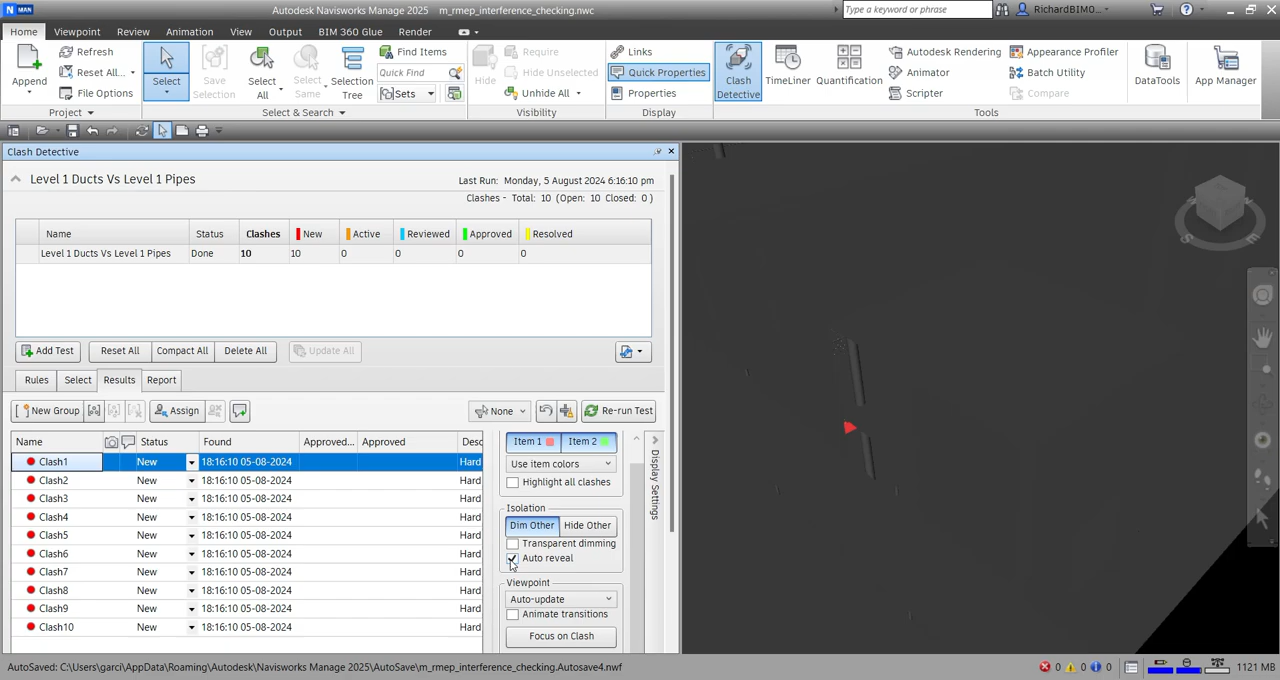 MAN
Autodesk Navisworks Manage 2025 m_rmep_interference_checking.nwc
Type a keyword or phrase
RichardBIMO...
Home Viewpoint Review Animation View Output BIM 360 Glue Render
Append
Refresh
Reset All...
File Options
Project
Select
Save Selection
Select All
Select Same
Selection Tree
Find Items
Quick Find
Sets
Select & Search
Hide
Require
Hide Unselected
Unhide All
Visibility
Links
Quick Properties
Properties
Display
Clash Detective
TimeLiner
Quantification
Autodesk Rendering
Animator
Scripter
Appearance Profiler
Batch Utility
Compare
DataTools
App Manager
Tools
Clash Detective
Level 1 Ducts Vs Level 1 Pipes
Last Run: Monday, 5 August 2024 6:16:10 pm
Clashes - Total: 10 (Open: 10 Closed: 0 )
Name Status Clashes New Active Reviewed Approved Resolved
Level 1 Ducts Vs Level 1 Pipes Done 10 10 0 0 0 0
Add Test Reset All Compact All Delete All Update All
Rules Select Results Report
New Group Assign None Re-run Test
Name Status Found Approved... Approved Desc
Clash1 New 18:16:10 05-08-2024 Hard
Clash2 New 18:16:10 05-08-2024 Hard
Clash3 New 18:16:10 05-08-2024 Hard
Clash4 New 18:16:10 05-08-2024 Hard
Clash5 New 18:16:10 05-08-2024 Hard
Clash6 New 18:16:10 05-08-2024 Hard
Clash7 New 18:16:10 05-08-2024 Hard
Clash8 New 18:16:10 05-08-2024 Hard
Clash9 New 18:16:10 05-08-2024 Hard
Clash10 New 18:16:10 05-08-2024 Hard
Item 1 Item 2
Use item colors
Highlight all clashes
Isolation
Dim Other Hide Other
Transparent dimming
Auto reveal
Viewpoint
Auto-update
Animate transitions
Focus on Clash
Display Settings
S E
AutoSaved: C:\Users\garci\AppData\Roaming\Autodesk\Navisworks Manage 2025\AutoSave\m_rmep_interference_checking.Autosave4.nwf
0 0 0 1121 MB